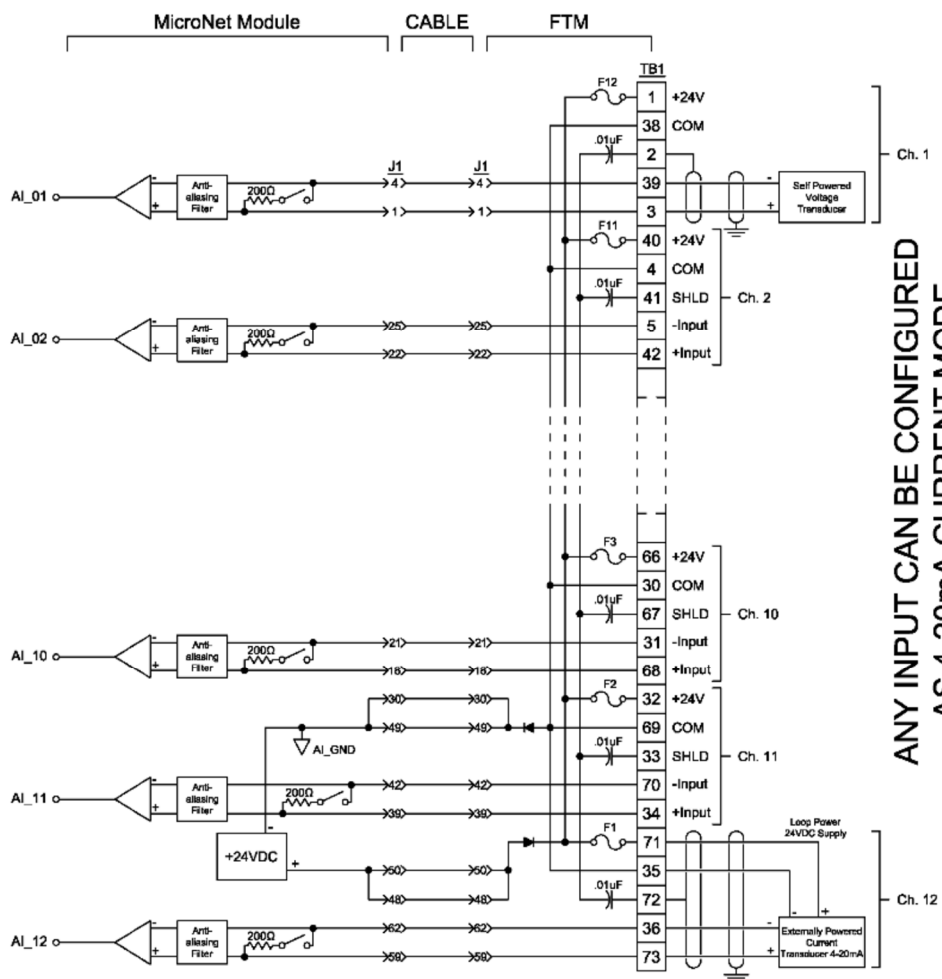 MicroNet Module CABLE FTM
TB1
F12
1 +24V
38 COM
.01uF
2
Ch. 1
J1 J1
AI_01 - + Anti-aliasing Filter 200Ω 4 4 39 - Self Powered Voltage Transducer
1 1 3 +
F11
40 +24V
4 COM
.01uF
41 SHLD Ch. 2
AI_02 - + Anti-aliasing Filter 200Ω 25 25 5 -Input
22 22 42 +Input
F3
66 +24V
30 COM
.01uF
67 SHLD Ch. 10
AI_10 - + Anti-aliasing Filter 200Ω 21 21 31 -Input
18 18 68 +Input
F2
30 30 32 +24V
49 49 69 COM
AI_GND
.01uF
33 SHLD Ch. 11
AI_11 - + Anti-aliasing Filter 200Ω 42 42 70 -Input
39 39 34 +Input
Loop Power
24VDC Supply
F1
71
+24VDC - +
50 50 35
.01uF
48 48 72 Ch. 12
- +
AI_12 - + Anti-aliasing Filter 200Ω 62 62 36 - Externally Powered Current Transducer 4-20mA
59 59 73 +
ANY INPUT CAN BE CONFIGURED
AS 4-20mA CURRENT MODE